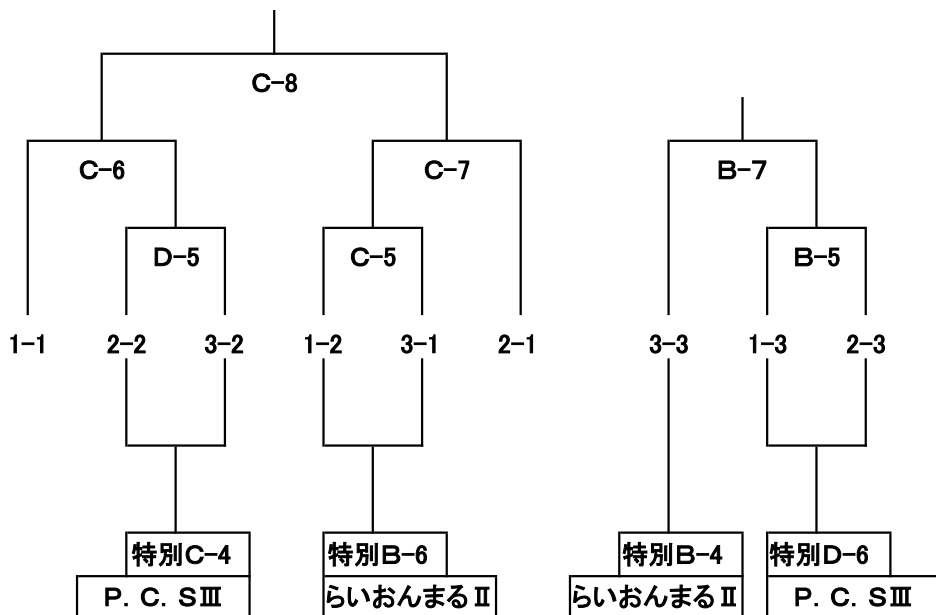 C-8
C-6 C-7 B-7
D-5 C-5 B-5
1-1 2-2 3-2 1-2 3-1 2-1 3-3 1-3 2-3
特別C-4 特別B-6 特別B-4 特別D-6
P. C. SⅢ らいおんまるⅡ らいおんまるⅡ P. C. SⅢ